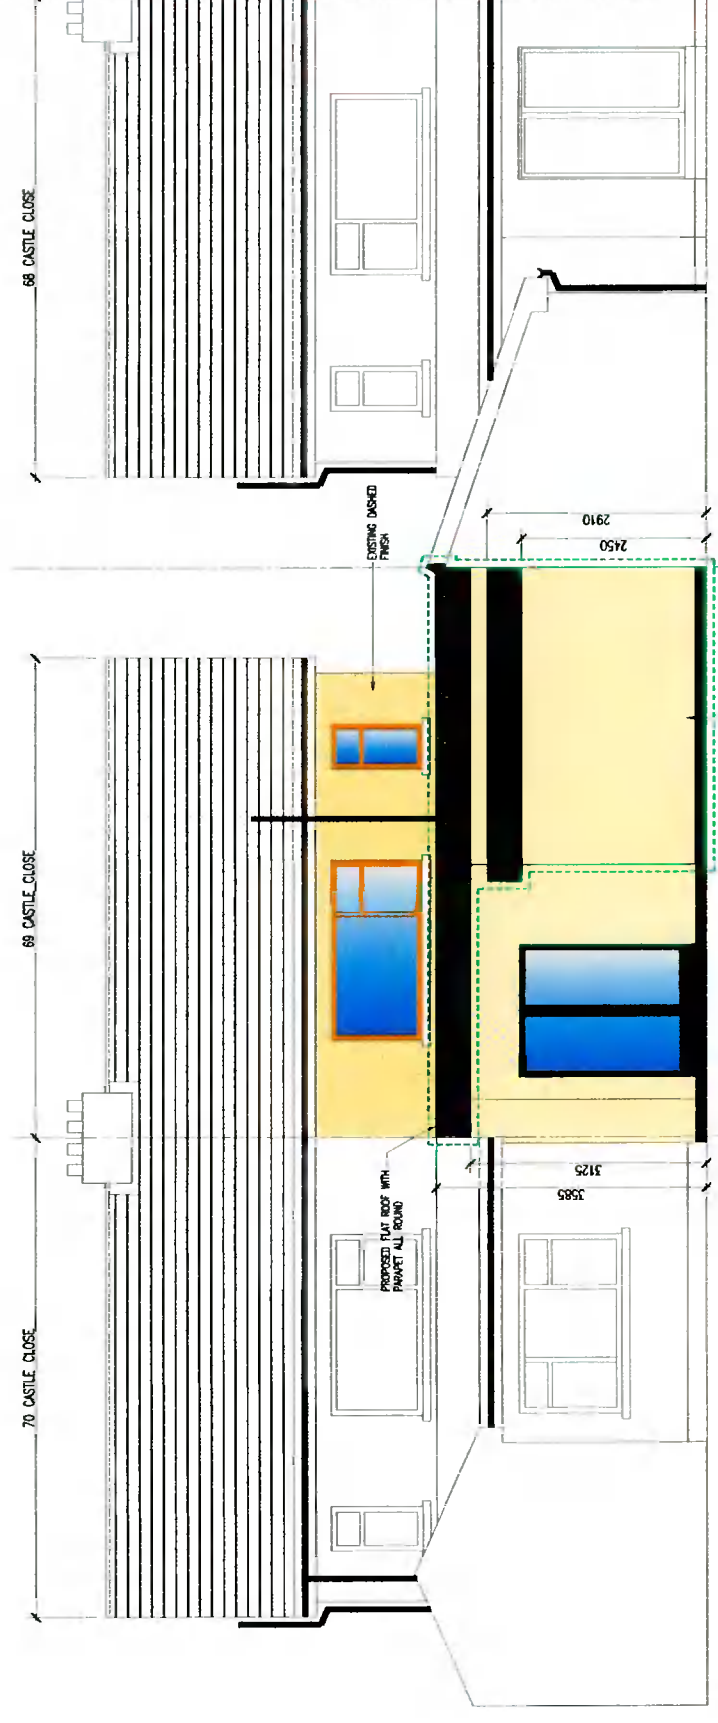 70 CASTLE CLOSE
69 CASTLE CLOSE
68 CASTLE CLOSE
EXISTING DASHED
FINISH
PROPOSED FLAT ROOF WITH
PARAPET ALL ROUND
3585
3125
2910
2450